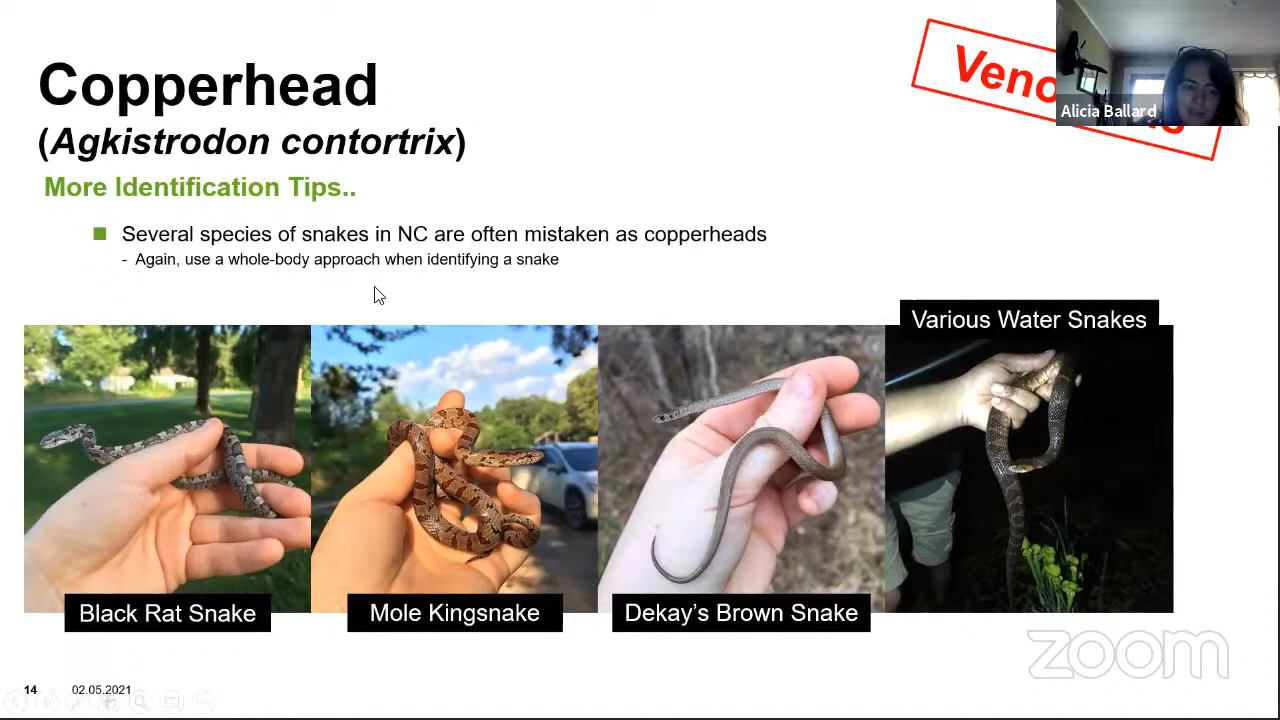 Copperhead
(Agkistrodon contortrix)
More Identification Tips..
Several species of snakes in NC are often mistaken as copperheads
- Again, use a whole-body approach when identifying a snake
Alicia Ballard
Various Water Snakes
Black Rat Snake
Mole Kingsnake
Dekay's Brown Snake
zoom
14
02.05.2021